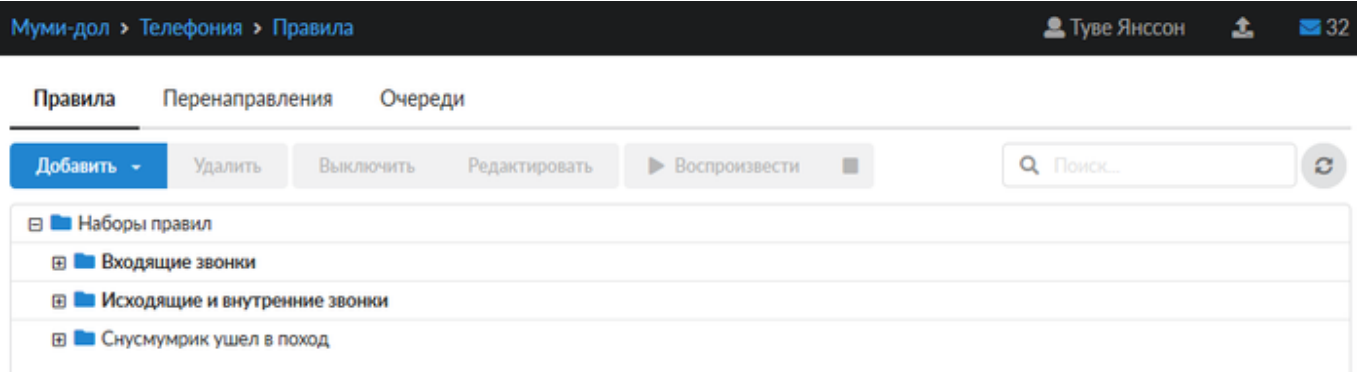 Муми-дол > Телефония > Правила Туве Янссон 32
Правила Перенаправления Очереди
Добавить Удалить Выключить Редактировать Воспроизвести Поиск...
Наборы правил
Входящие звонки
Исходящие и внутренние звонки
Снусмумрик ушел в поход